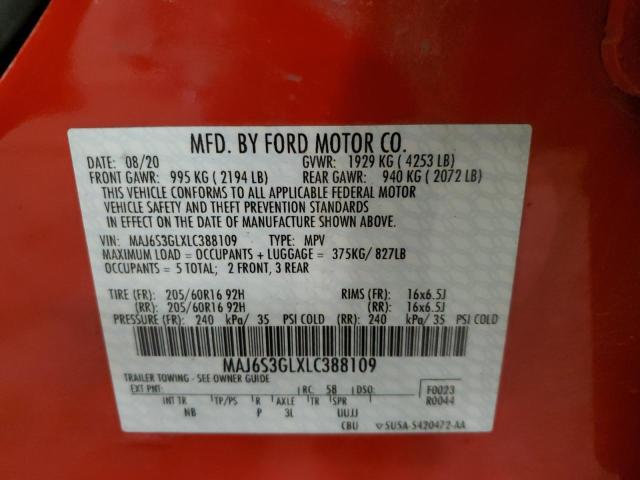 MFD. BY FORD MOTOR CO.
DATE: 08/20 GVWR: 1929 KG ( 4253 LB)
FRONT GAWR: 995 KG ( 2194 LB) REAR GAWR: 940 KG ( 2072 LB)
THIS VEHICLE CONFORMS TO ALL APPLICABLE FEDERAL MOTOR
VEHICLE SAFETY AND THEFT PREVENTION STANDARDS
IN EFFECT ON THE DATE OF MANUFACTURE SHOWN ABOVE.
VIN: MAJ6S3GLXLC388109 TYPE: MPV
MAXIMUM LOAD = OCCUPANTS + LUGGAGE = 375KG/ 827LB
OCCUPANTS = 5 TOTAL; 2 FRONT, 3 REAR
TIRE (FR): 205/60R16 92H RIMS (FR): 16x6.5J
(RR): 205/60R16 92H (RR): 16x6.5J
PRESSURE (FR): 240 kPa/ 35 PSI COLD (RR): 240 kPa/ 35 PSI COLD
MAJ6S3GLXLC388109
TRAILER TOWING - SEE OWNER GUIDE
EXT PNT: RC: 58 DSO: F0023
INT TR TP/PS R AXLE TR SPR R0044
NB P 3L UUJJ
CBU ▽5USA-5420472-AA